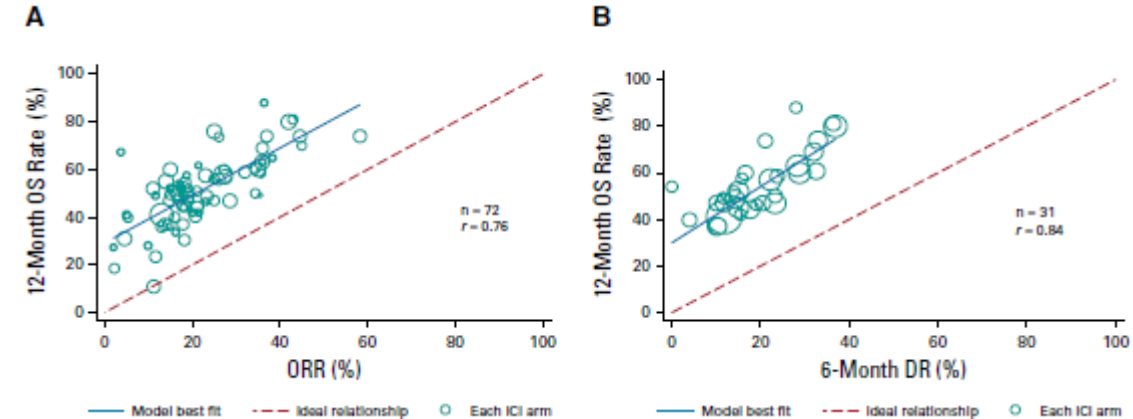 A
12-Month OS Rate (%)
100
80
60
40
20
0
n = 72
r = 0.76
0 20 40 60 80 100
ORR (%)
Model best fit Ideal relationship Each ICI arm
B
12-Month OS Rate (%)
100
80
60
40
20
0
n = 31
r = 0.84
0 20 40 60 80 100
6-Month DR (%)
Model best fit Ideal relationship Each ICI arm